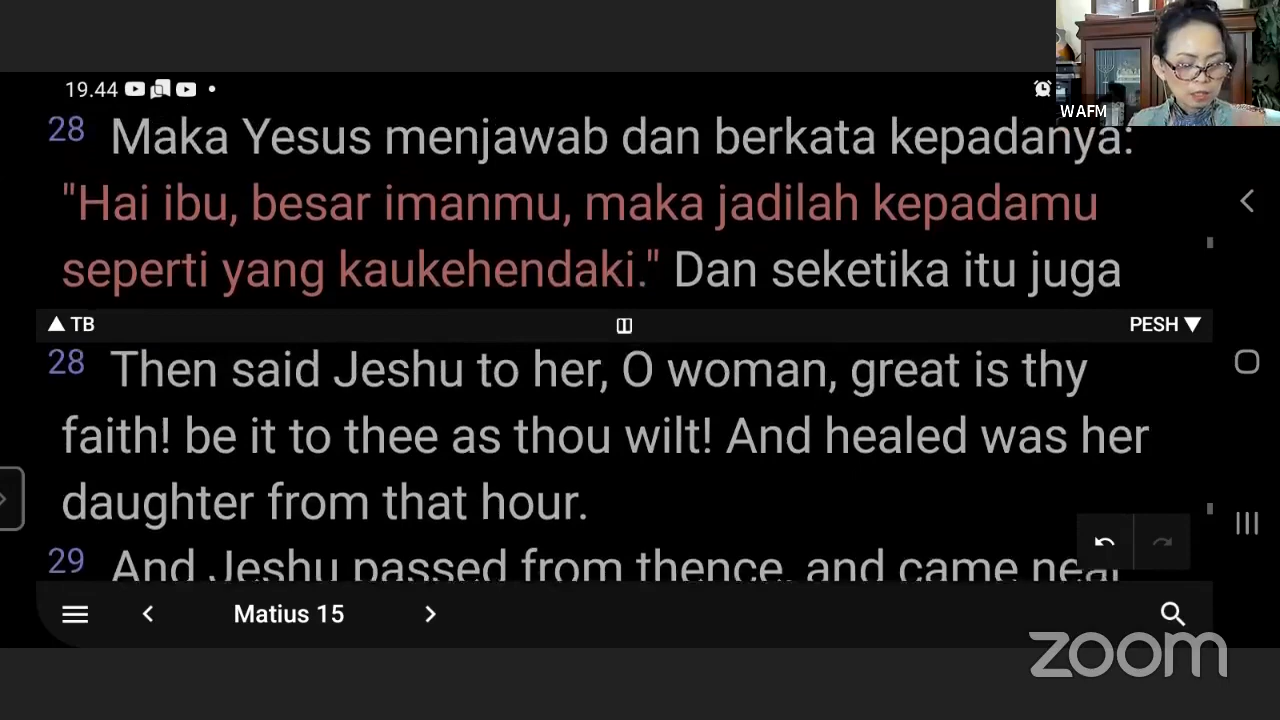 WAFM
19.44
28 Maka Yesus menjawab dan berkata kepadanya:
"Hai ibu, besar imanmu, maka jadilah kepadamu
seperti yang kaukehendaki." Dan seketika itu juga
TB PESH
28 Then said Jeshu to her, O woman, great is thy
faith! be it to thee as thou wilt! And healed was her
daughter from that hour.
29 And Jeshu passed from thence, and came near
Matius 15
zoom